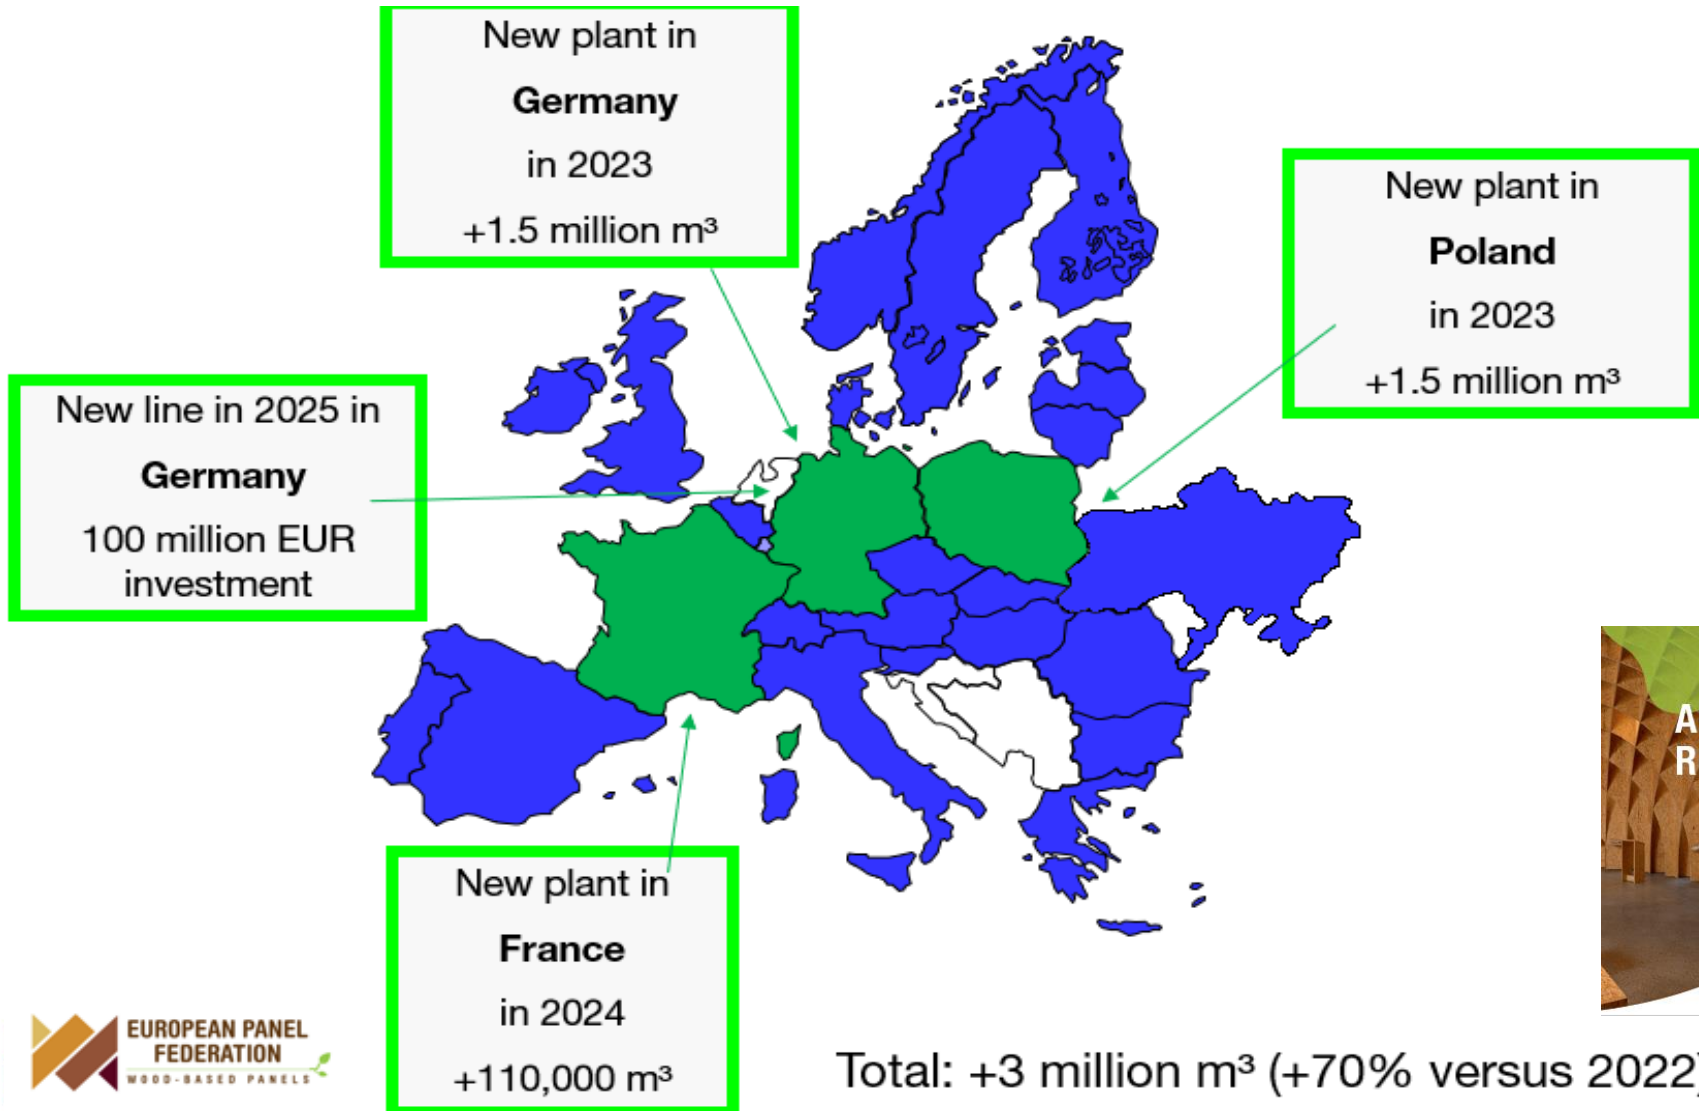 New plant in
Germany
in 2023
+1.5 million m³
New plant in
Poland
in 2023
+1.5 million m³
New line in 2025 in
Germany
100 million EUR
investment
New plant in
France
in 2024
+110,000 m³
A
R
EUROPEAN PANEL
FEDERATION
WOOD-BASED PANELS
Total: +3 million m³ (+70% versus 2022)